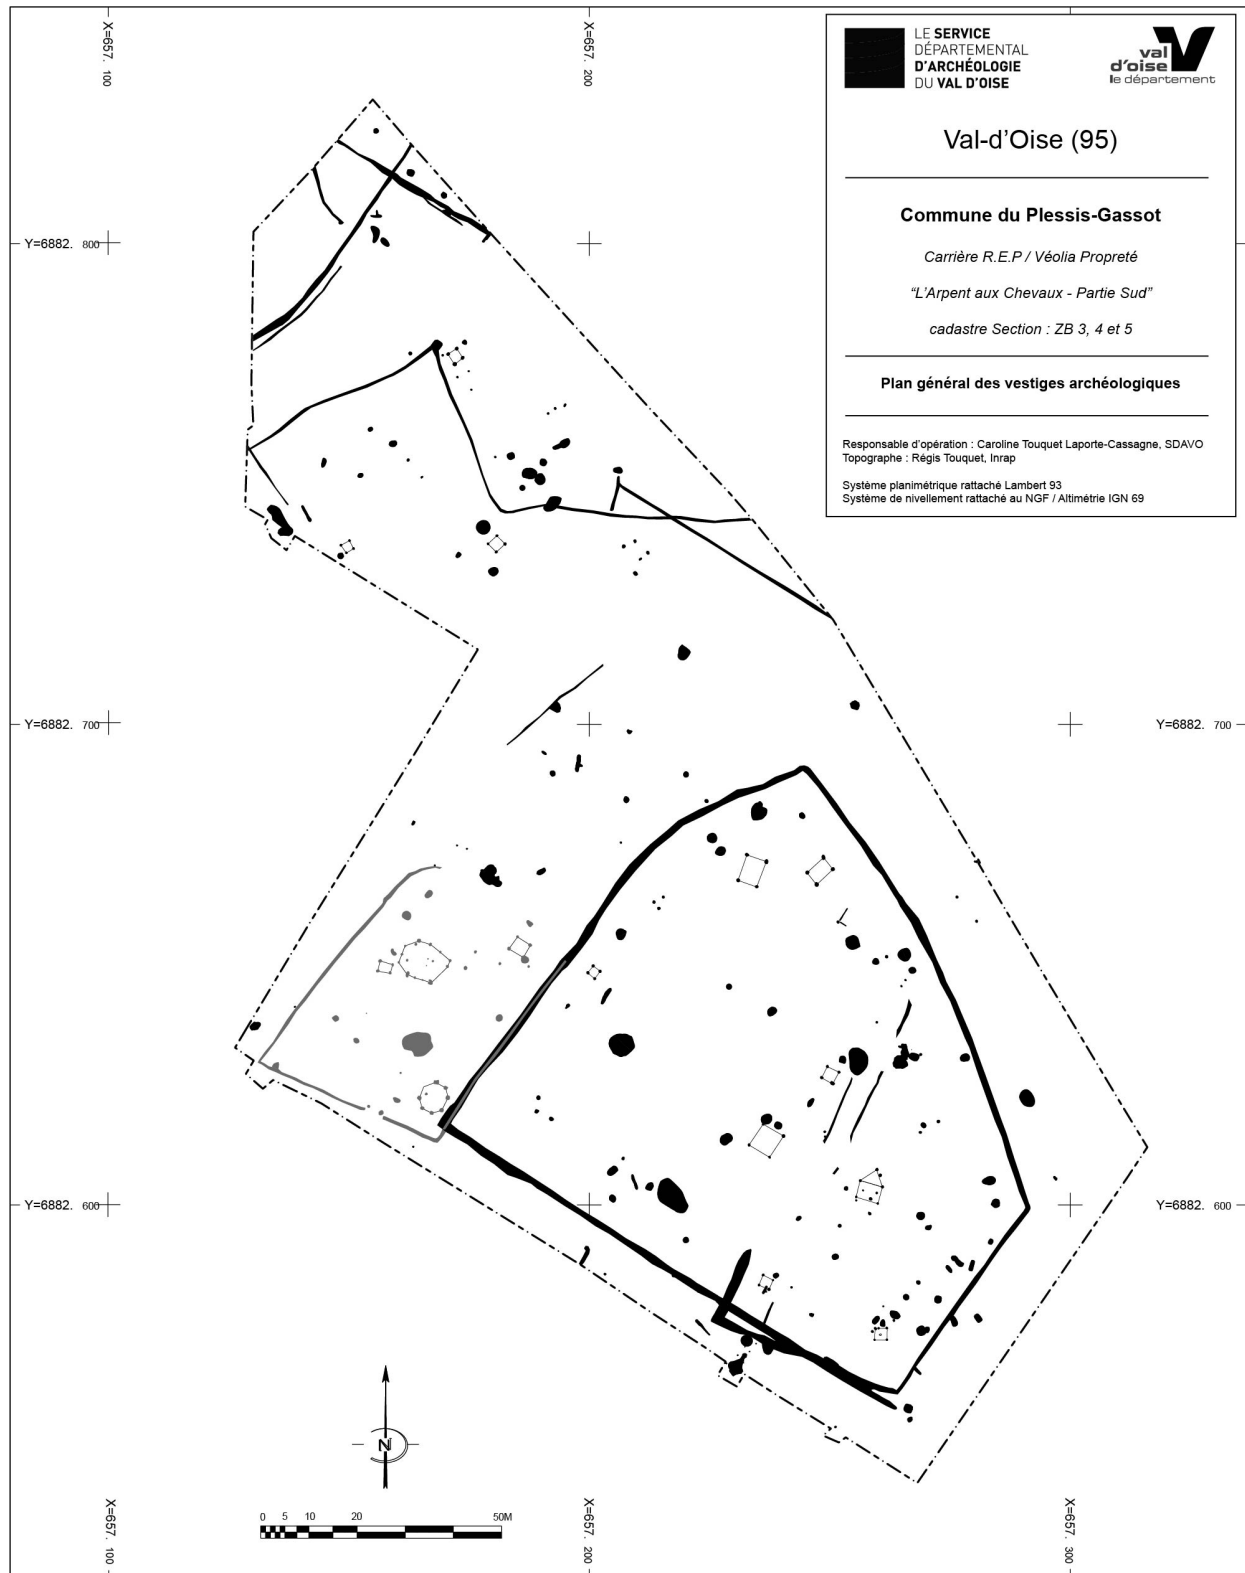 X=657. 100
X=657. 200
LE SERVICE
DÉPARTEMENTAL
D'ARCHÉOLOGIE
DU VAL D'OISE
val
d'oise
le département
Val-d'Oise (95)
Commune du Plessis-Gassot
Carrière R.E.P / Véolia Propreté
“L'Arpent aux Chevaux - Partie Sud”
cadastre Section : ZB 3, 4 et 5
Plan général des vestiges archéologiques
Responsable d'opération : Caroline Touquet Laporte-Cassagne, SDAVO
Topographe : Régis Touquet, Inrap
Système planimétrique rattaché Lambert 93
Système de nivellement rattaché au NGF / Altimétrie IGN 69
Y=6882. 800
Y=6882. 700
Y=6882. 700
Y=6882. 600
Y=6882. 600
N
0 5 10 20 50M
X=657. 100
X=657. 200
X=657. 300